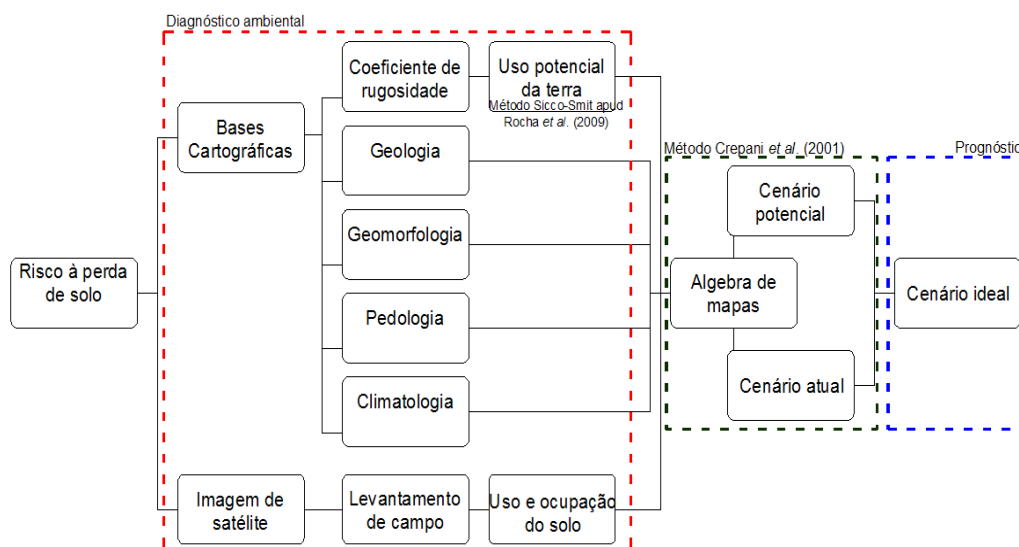 Diagnóstico ambiental
Coeficiente de
rugosidade
Uso potencial
da terra
Método Sicco-Smit apud
Rocha et al. (2009)
Bases
Cartográficas
Geologia
Geomorfologia
Pedologia
Climatologia
Risco à perda
de solo
Imagem de
satélite
Levantamento
de campo
Uso e ocupação
do solo
Método Crepani et al. (2001)
Cenário
potencial
Algebra de
mapas
Cenário atual
Prognóstic
Cenário ideal